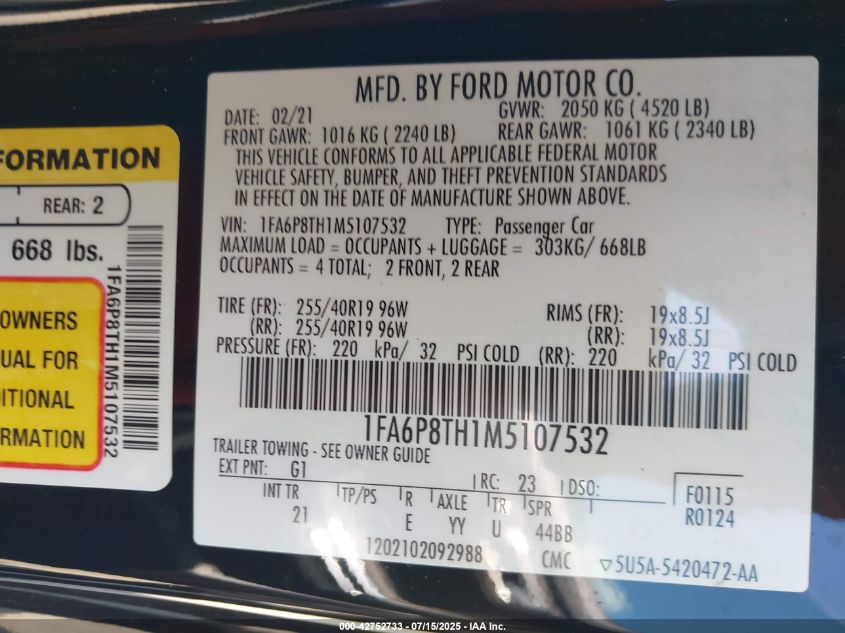 FORMATION
REAR: 2
668 lbs.
OWNERS
UAL FOR
ITIONAL
RMATION
1FA6P8TH1M5107532
MFD. BY FORD MOTOR CO.
DATE: 02/21 GVWR: 2050 KG ( 4520 LB)
FRONT GAWR: 1016 KG ( 2240 LB) REAR GAWR: 1061 KG ( 2340 LB)
THIS VEHICLE CONFORMS TO ALL APPLICABLE FEDERAL MOTOR
VEHICLE SAFETY, BUMPER, AND THEFT PREVENTION STANDARDS
IN EFFECT ON THE DATE OF MANUFACTURE SHOWN ABOVE.
VIN: 1FA6P8TH1M5107532 TYPE: Passenger Car
MAXIMUM LOAD = OCCUPANTS + LUGGAGE = 303KG/ 668LB
OCCUPANTS = 4 TOTAL; 2 FRONT, 2 REAR
TIRE (FR): 255/40R19 96W RIMS (FR): 19x8.5J
(RR): 255/40R19 96W (RR): 19x8.5J
PRESSURE (FR): 220 kPa/ 32 PSI COLD (RR): 220 kPa/ 32 PSI COLD
1FA6P8TH1M5107532
TRAILER TOWING - SEE OWNER GUIDE
EXT PNT: G1 RC: 23 DSO: F0115
INT TR TP/PS R AXLE TR SPR R0124
21 E YY U 44BB
1202102092988 CMC ▽5U5A-5420472-AA
000-42752733 - 07/15/2025 - IAA Inc.